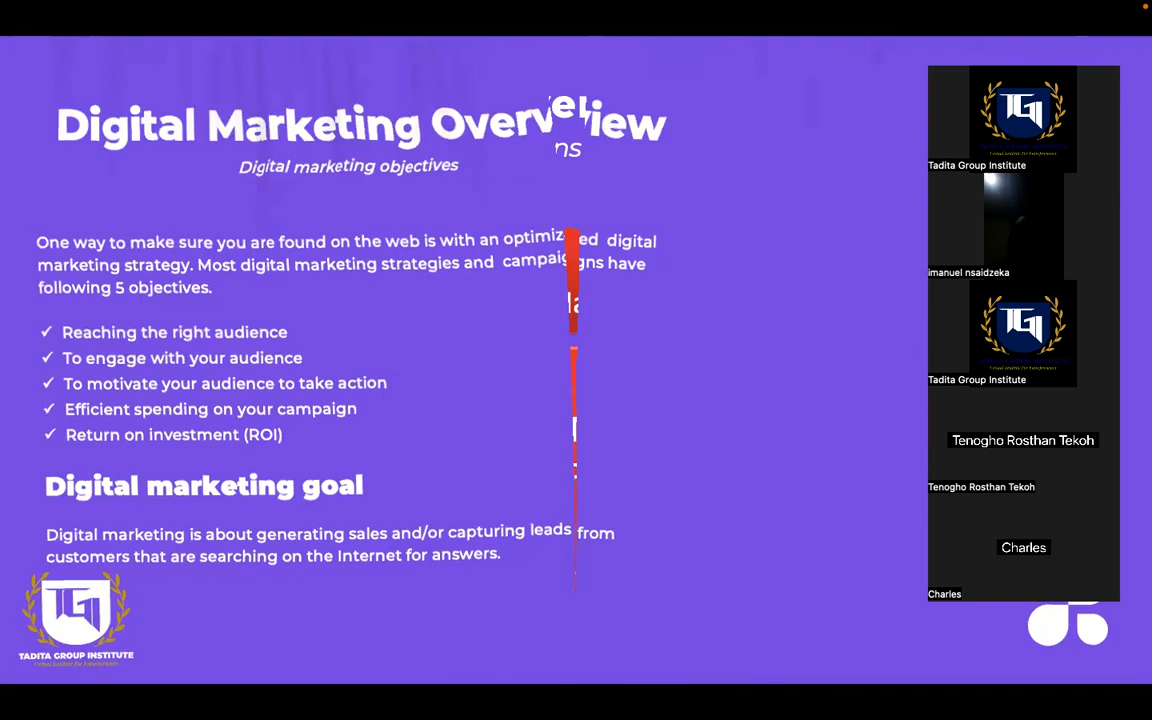 Digital Marketing Overview
Digital marketing objectives
One way to make sure you are found on the web is with an optimized digital
marketing strategy. Most digital marketing strategies and campaigns have
following 5 objectives.
✓ Reaching the right audience
✓ To engage with your audience
✓ To motivate your audience to take action
✓ Efficient spending on your campaign
✓ Return on investment (ROI)
Digital marketing goal
Digital marketing is about generating sales and/or capturing leads from
customers that are searching on the Internet for answers.
TADITA GROUP INSTITUTE
Tadita Group Institute
imanuel nsaidzeka
Tadita Group Institute
Tenogho Rosthan Tekoh
Tenogho Rosthan Tekoh
Charles
Charles